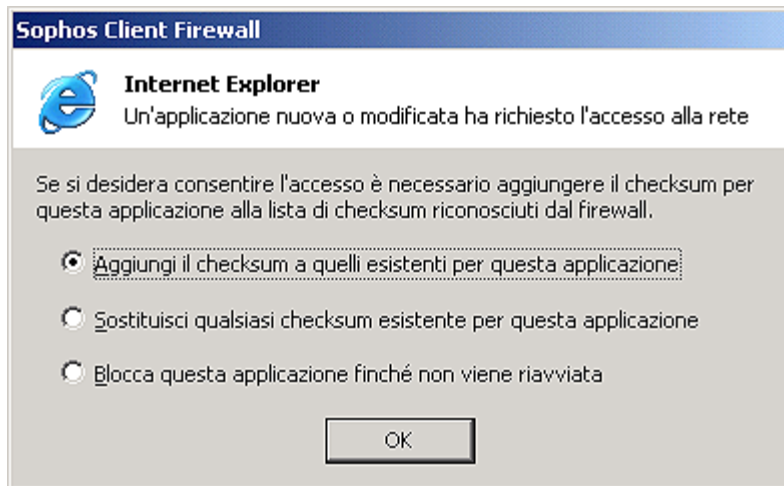 Sophos Client Firewall
Internet Explorer
Un'applicazione nuova o modificata ha richiesto l'accesso alla rete
Se si desidera consentire l'accesso è necessario aggiungere il checksum per
questa applicazione alla lista di checksum riconosciuti dal firewall.
Aggiungi il checksum a quelli esistenti per questa applicazione
Sostituisci qualsiasi checksum esistente per questa applicazione
Blocca questa applicazione finché non viene riavviata
OK